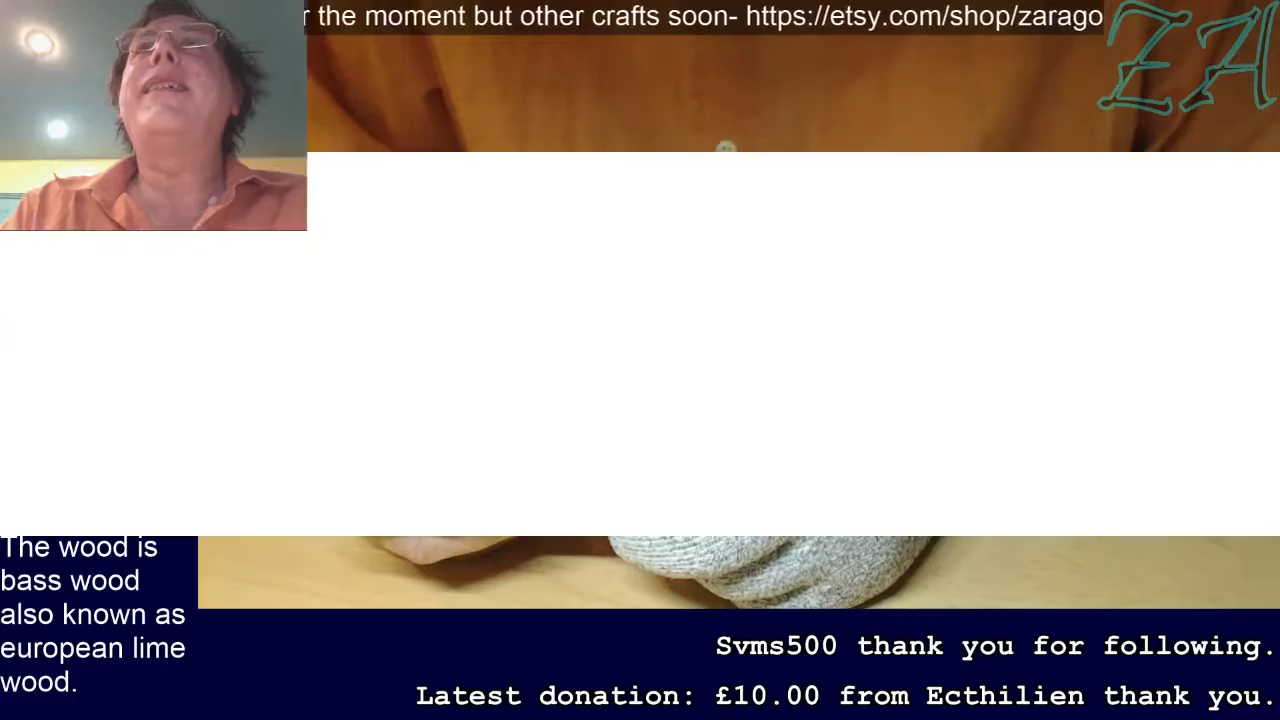 r the moment but other crafts soon- https://etsy.com/shop/zarago
ZA
The wood is
bass wood
also known as
european lime
wood.
Svms500 thank you for following.
Latest donation: £10.00 from Ecthilien thank you.